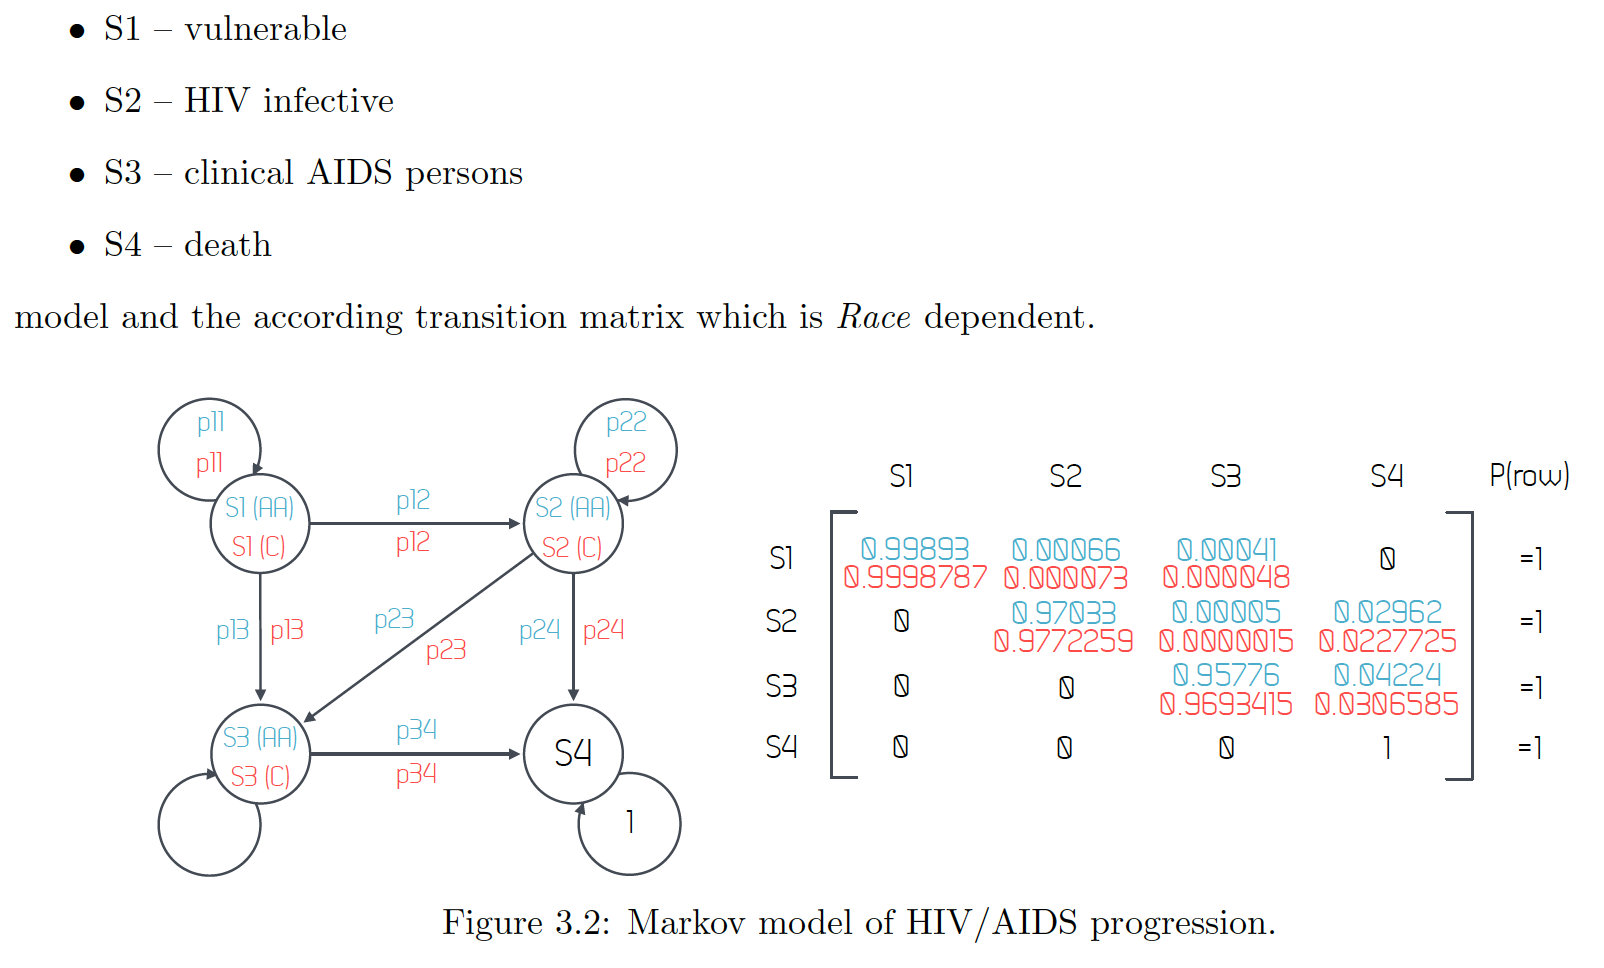 • S1 – vulnerable
• S2 – HIV infective
• S3 – clinical AIDS persons
• S4 – death
model and the according transition matrix which is Race dependent.
p11
p11
S1 (AA)
S1 (C)
p12
p12
p22
p22
S2 (AA)
S2 (C)
p13 p13
p23
p23
p24 p24
S3 (AA)
S3 (C)
p34
p34
S4
1
S1 S2 S3 S4 P(row)
S1 0.99893 0.00066 0.00041 0 =1
0.9998787 0.000073 0.000048
S2 0 0.97033 0.00005 0.02962 =1
0.9772259 0.0000015 0.0227725
S3 0 0 0.95776 0.04224 =1
0.9693415 0.0306585
S4 0 0 0 1 =1
Figure 3.2: Markov model of HIV/AIDS progression.